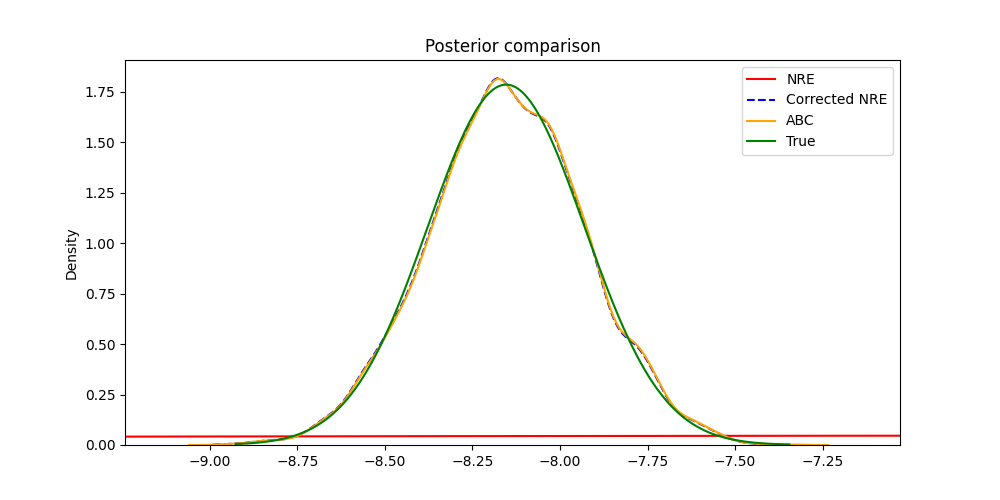 Posterior comparison
NRE
Corrected NRE
ABC
True
Density
1.75
1.50
1.25
1.00
0.75
0.50
0.25
0.00
−9.00 −8.75 −8.50 −8.25 −8.00 −7.75 −7.50 −7.25